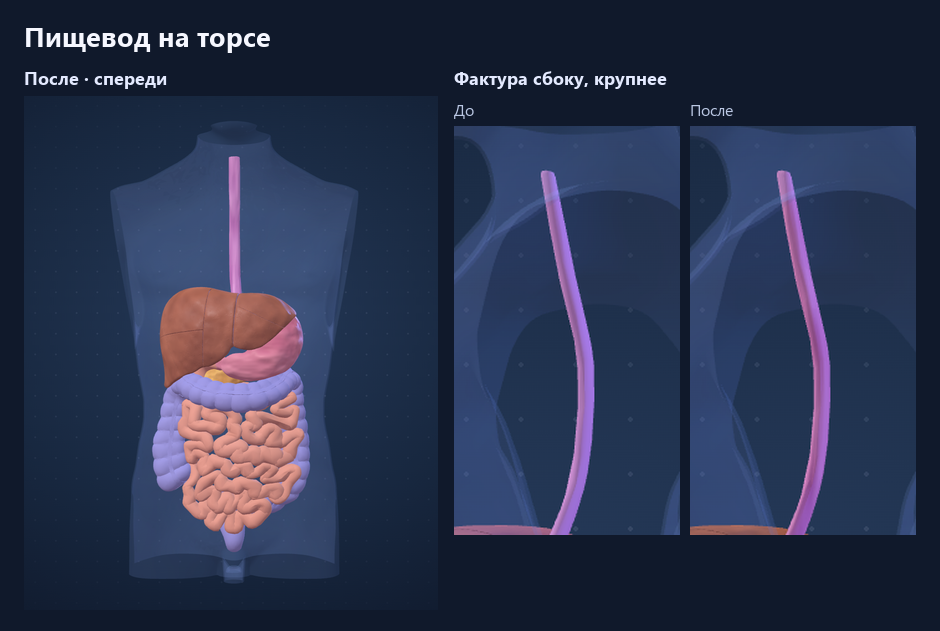 Пищевод на торсе
После · спереди
Фактура сбоку, крупнее
До
После